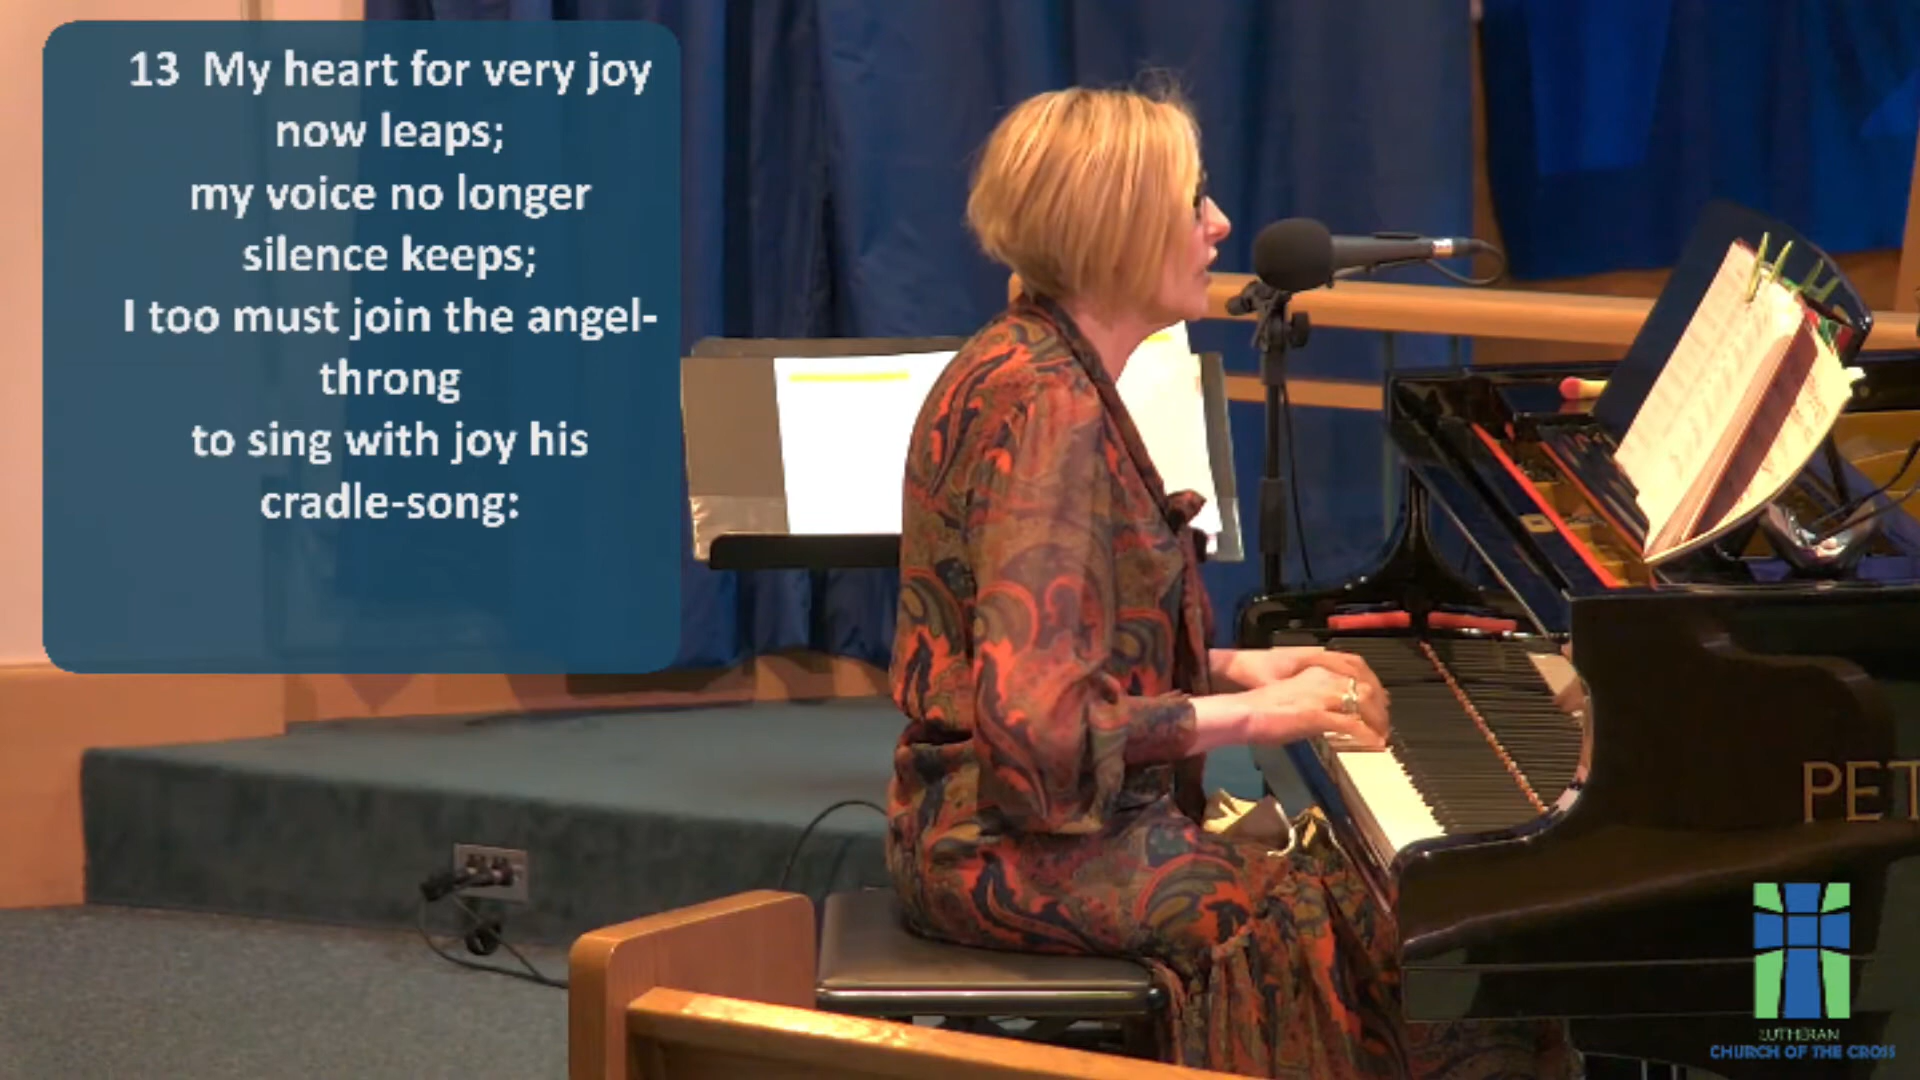 13 My heart for very joy
now leaps;
my voice no longer
silence keeps;
I too must join the angel-
throng
to sing with joy his
cradle-song:
PET
LUTHERAN
CHURCH OF THE CROSS